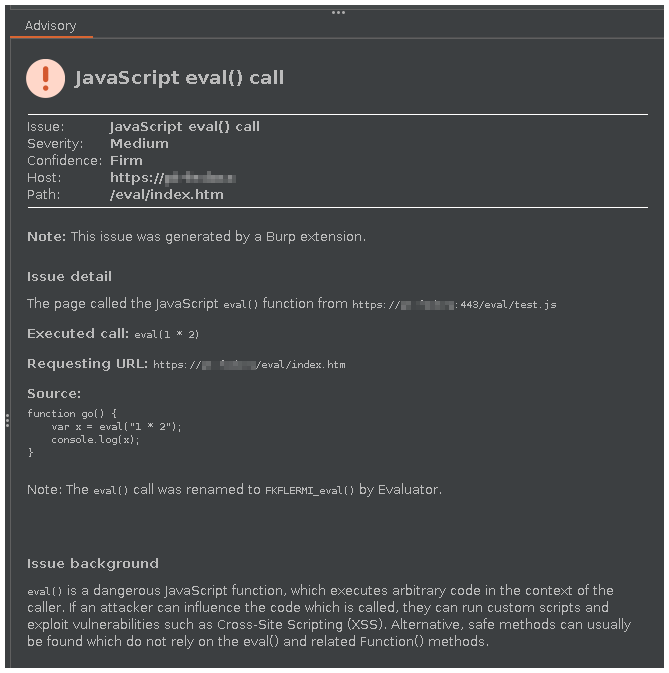 Advisory
JavaScript eval() call
Issue: JavaScript eval() call
Severity: Medium
Confidence: Firm
Host: https://
Path: /eval/index.htm
Note: This issue was generated by a Burp extension.
Issue detail
The page called the JavaScript eval() function from https:// :443/eval/test.js
Executed call: eval(1 * 2)
Requesting URL: https:// /eval/index.htm
Source:
function go() {
    var x = eval("1 * 2");
    console.log(x);
}
Note: The eval() call was renamed to FKFLERMI_eval() by Evaluator.
Issue background
eval() is a dangerous JavaScript function, which executes arbitrary code in the context of the
caller. If an attacker can influence the code which is called, they can run custom scripts and
exploit vulnerabilities such as Cross-Site Scripting (XSS). Alternative, safe methods can usually
be found which do not rely on the eval() and related Function() methods.